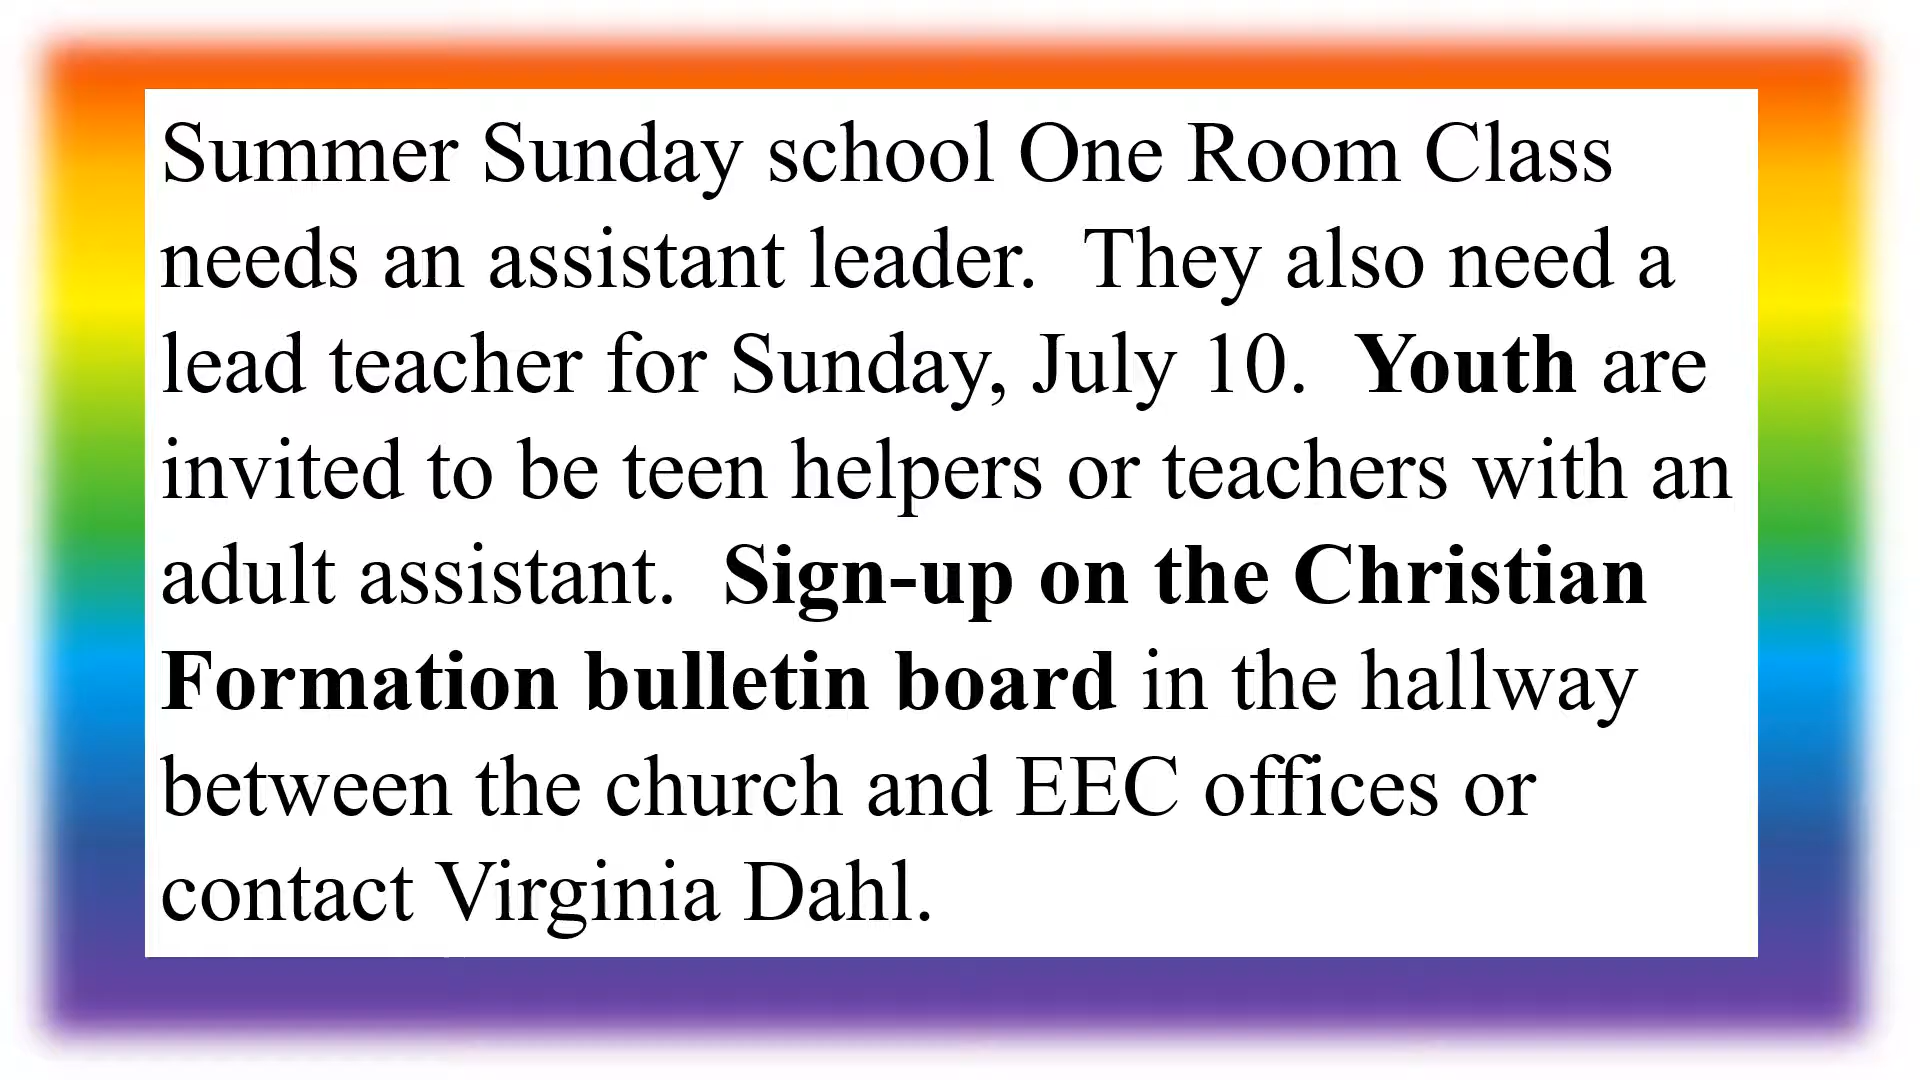 Summer Sunday school One Room Class
needs an assistant leader.  They also need a
lead teacher for Sunday, July 10.  Youth are
invited to be teen helpers or teachers with an
adult assistant.  Sign-up on the Christian
Formation bulletin board in the hallway
between the church and EEC offices or
contact Virginia Dahl.